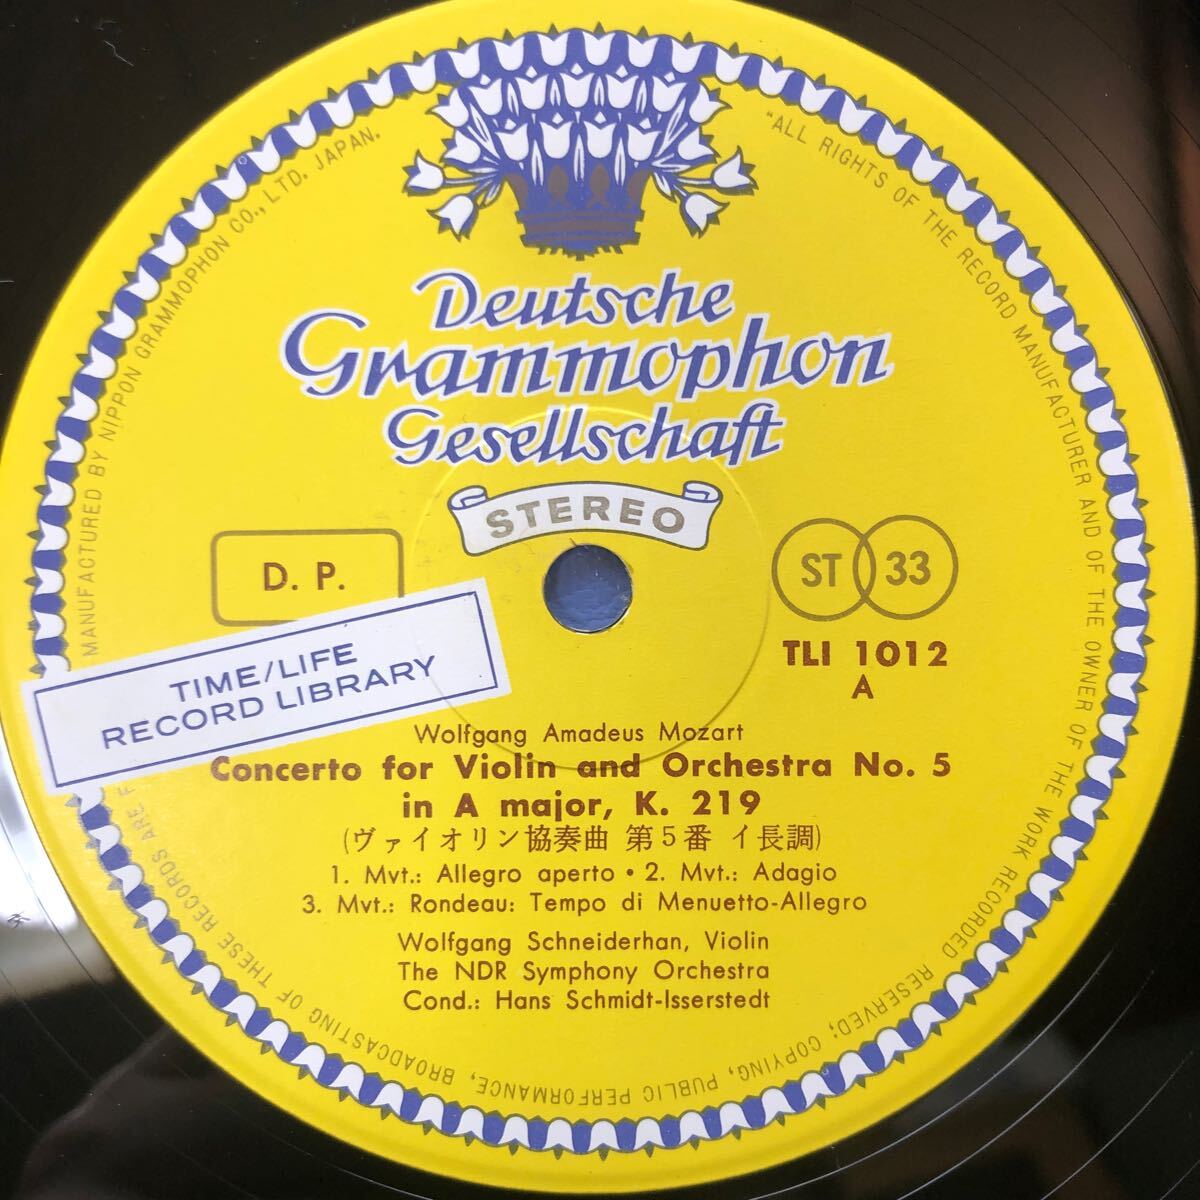 Deutsche
Grammophon
Gesellschaft
STEREO
D. P.
ST 33
TLI 1012
A
TIME/LIFE
RECORD LIBRARY
Wolfgang Amadeus Mozart
Concerto for Violin and Orchestra No. 5
in A major, K. 219
(ヴァイオリン協奏曲 第5番 イ長調)
1. Mvt.: Allegro aperto • 2. Mvt.: Adagio
3. Mvt.: Rondeau: Tempo di Menuetto-Allegro
Wolfgang Schneiderhan, Violin
The NDR Symphony Orchestra
Cond.: Hans Schmidt-Isserstedt
"ALL RIGHTS OF THE RECORD MANUFACTURER AND OF THE OWNER OF THE WORK RECORDED RESERVED; COPYING, PUBLIC PERFORMANCE, BROADCASTING OF THESE RECORDS ARE
MANUFACTURED BY NIPPON GRAMMOPHON CO., LTD. JAPAN.